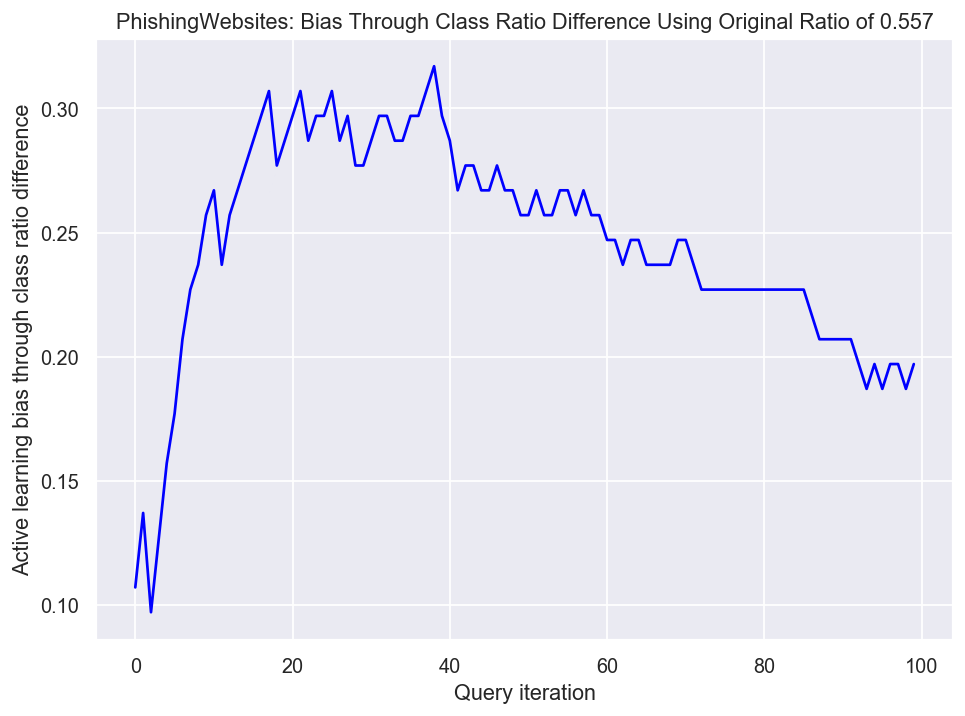 PhishingWebsites: Bias Through Class Ratio Difference Using Original Ratio of 0.557
Active learning bias through class ratio difference
0.30
0.25
0.20
0.15
0.10
0 20 40 60 80 100
Query iteration